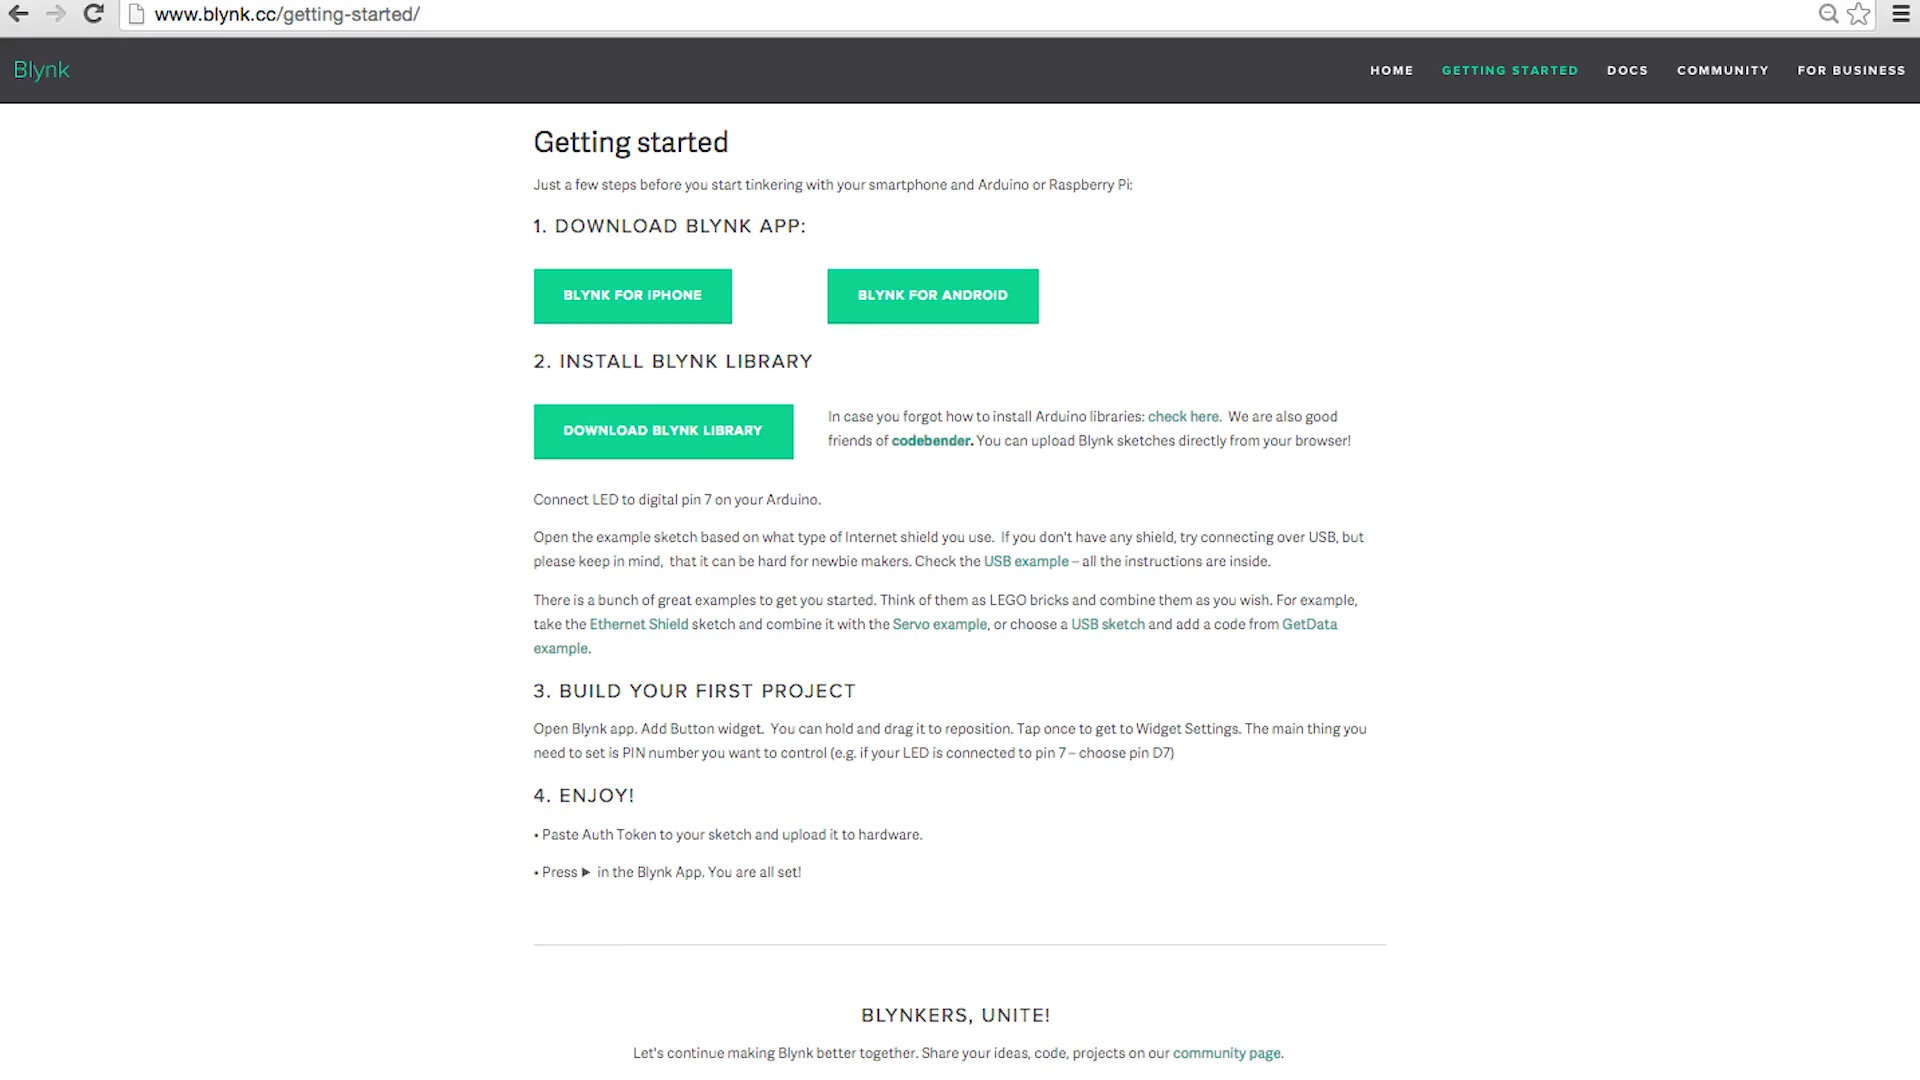 www.blynk.cc/getting-started/
Blynk
HOME GETTING STARTED DOCS COMMUNITY FOR BUSINESS
Getting started
Just a few steps before you start tinkering with your smartphone and Arduino or Raspberry Pi:
1. DOWNLOAD BLYNK APP:
BLYNK FOR IPHONE BLYNK FOR ANDROID
2. INSTALL BLYNK LIBRARY
DOWNLOAD BLYNK LIBRARY
In case you forgot how to install Arduino libraries: check here. We are also good
friends of codebender. You can upload Blynk sketches directly from your browser!
Connect LED to digital pin 7 on your Arduino.
Open the example sketch based on what type of Internet shield you use. If you don't have any shield, try connecting over USB, but
please keep in mind, that it can be hard for newbie makers. Check the USB example – all the instructions are inside.
There is a bunch of great examples to get you started. Think of them as LEGO bricks and combine them as you wish. For example,
take the Ethernet Shield sketch and combine it with the Servo example, or choose a USB sketch and add a code from GetData
example.
3. BUILD YOUR FIRST PROJECT
Open Blynk app. Add Button widget. You can hold and drag it to reposition. Tap once to get to Widget Settings. The main thing you
need to set is PIN number you want to control (e.g. if your LED is connected to pin 7 – choose pin D7)
4. ENJOY!
• Paste Auth Token to your sketch and upload it to hardware.
• Press ▶ in the Blynk App. You are all set!
BLYNKERS, UNITE!
Let's continue making Blynk better together. Share your ideas, code, projects on our community page.